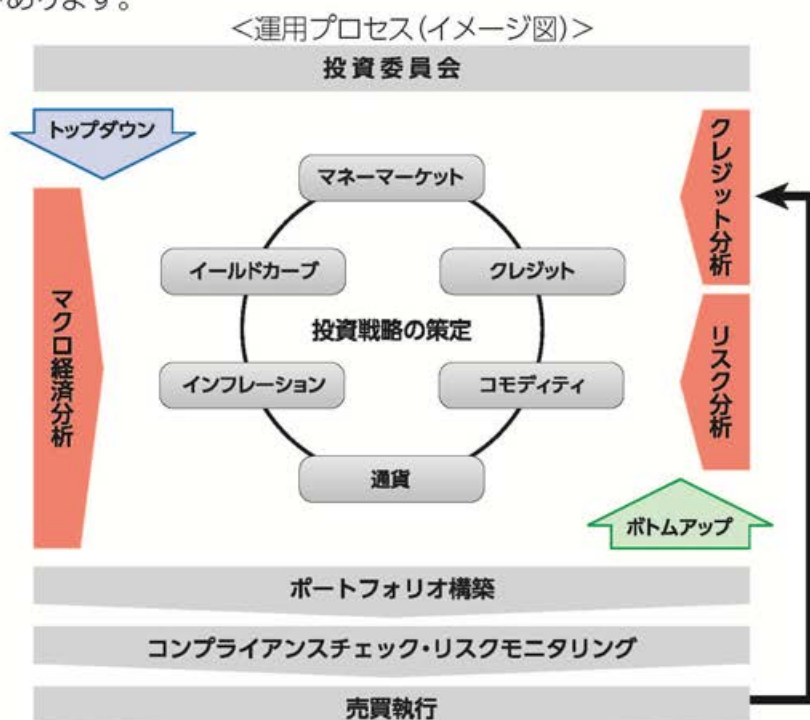 があります。
＜運用プロセス(イメージ図)＞
投資委員会
トップダウン
マクロ経済分析
マネーマーケット
イールドカーブ
クレジット
投資戦略の策定
インフレーション
コモディティ
通貨
クレジット分析
リスク分析
ボトムアップ
ポートフォリオ構築
コンプライアンスチェック・リスクモニタリング
売買執行